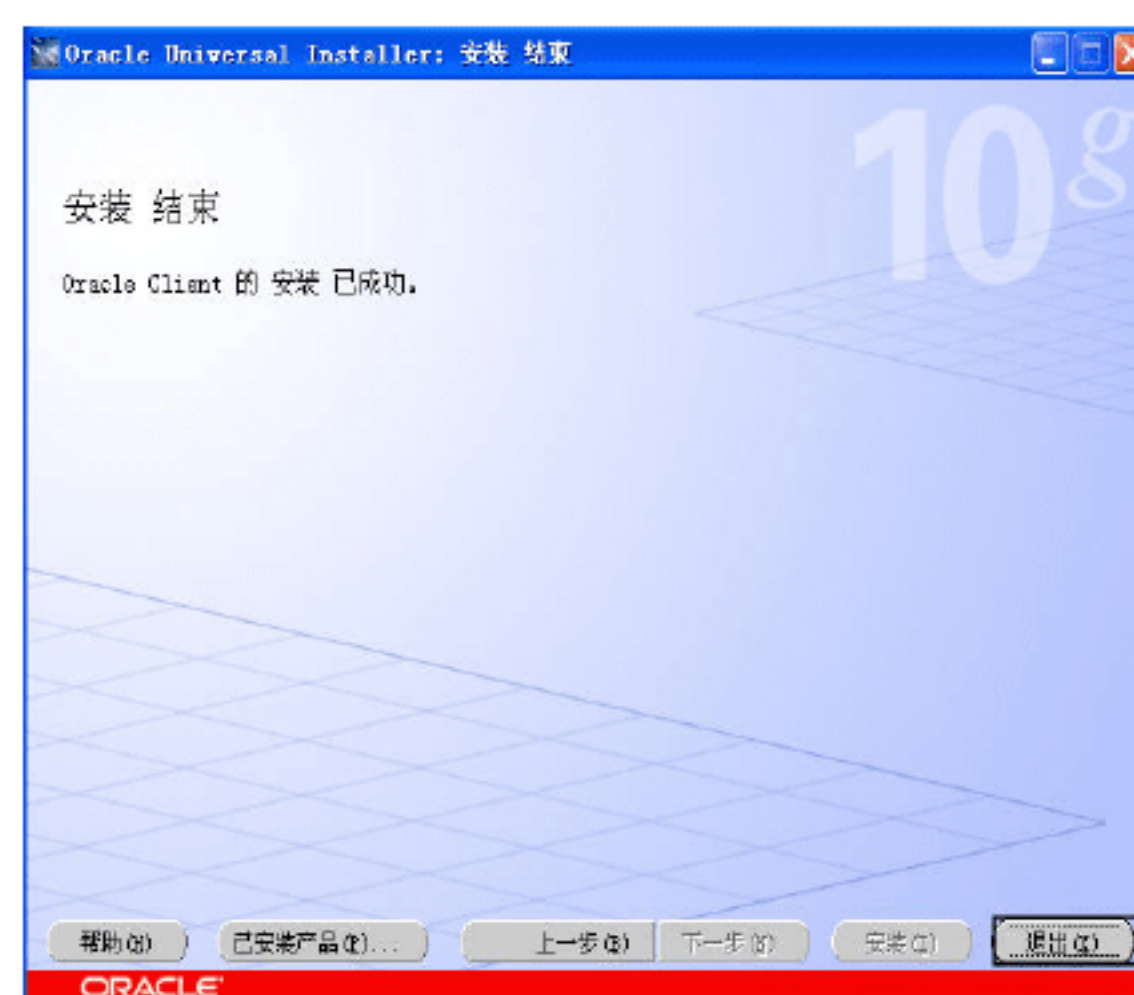 Oracle Universal Installer: 安装 结束
10g
安装 结束
Oracle Client 的 安装 已成功。
帮助(H) 已安装产品(P)... 上一步(B) 下一步(N) 安装(I) 退出(X)
ORACLE